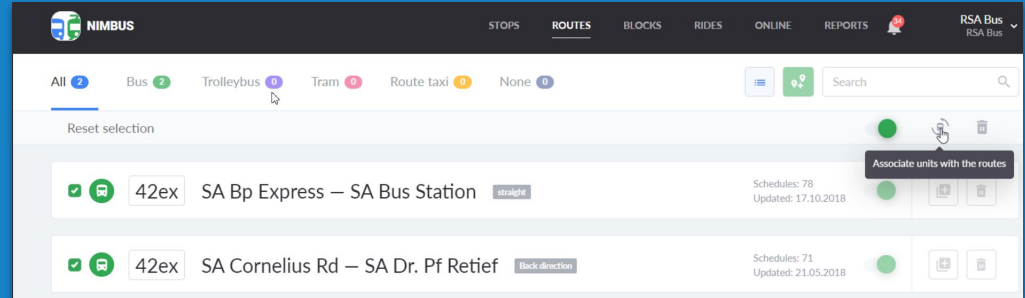 NIMBUS
STOPS ROUTES BLOCKS RIDES ONLINE REPORTS 34 RSA Bus
RSA Bus
All 2 Bus 2 Trolleybus 0 Tram 0 Route taxi 0 None 0 Search
Reset selection
Associate units with the routes
42ex SA Bp Express — SA Bus Station straight Schedules: 78
Updated: 17.10.2018
42ex SA Cornelius Rd — SA Dr. Pf Retief Back direction Schedules: 71
Updated: 21.05.2018